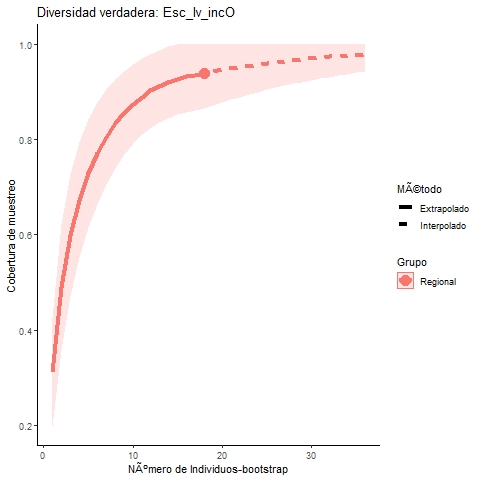 Diversidad verdadera: Esc_lv_incO
1.0
0.8
0.6
0.4
0.2
Cobertura de muestreo
0
10
20
30
NÃºmero de Individuos-bootstrap
MÃ©todo
Extrapolado
Interpolado
Grupo
Regional